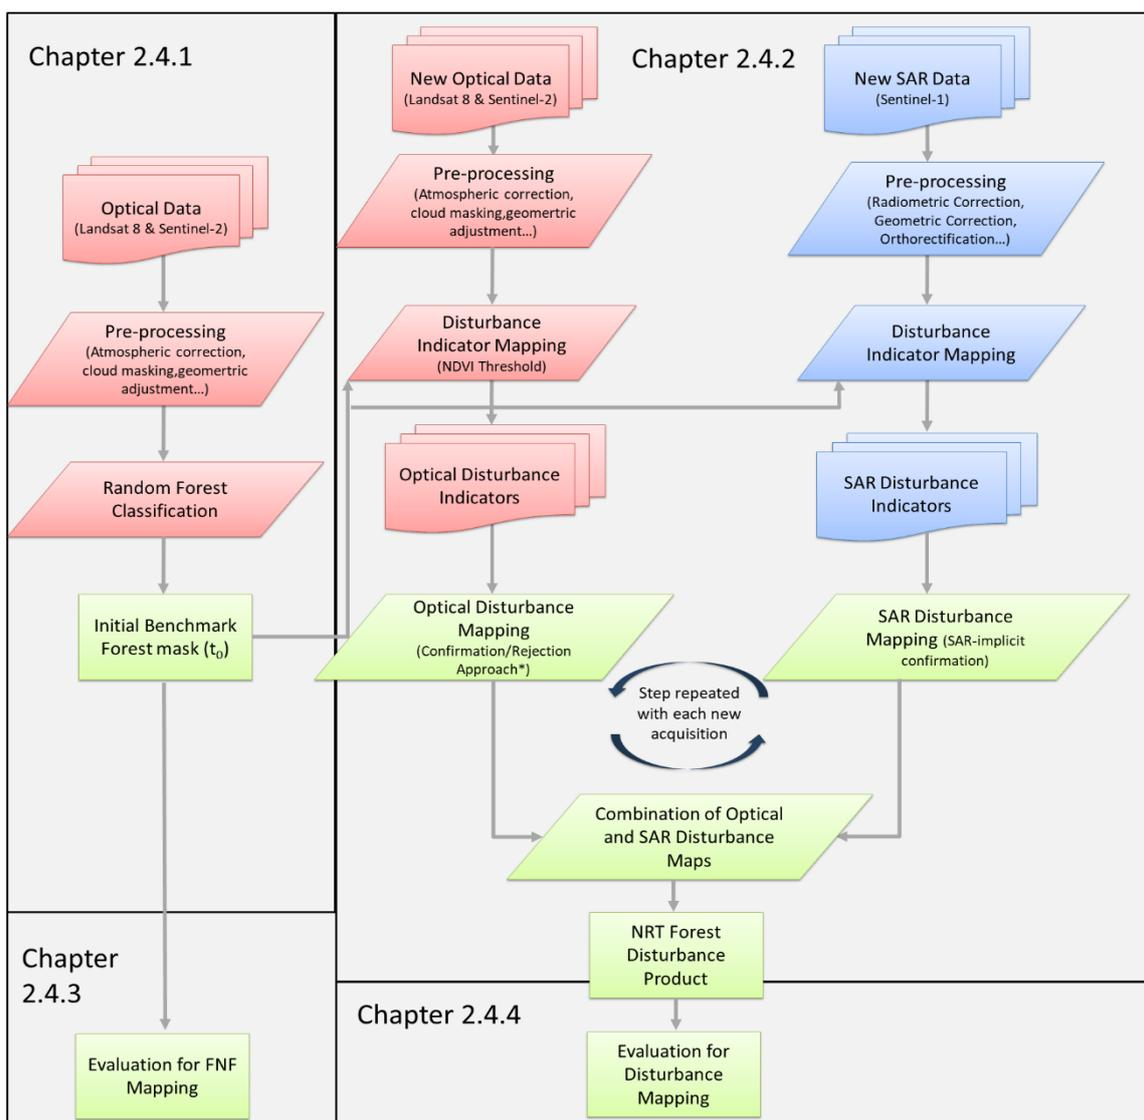 Chapter 2.4.1
Optical Data
(Landsat 8 & Sentinel-2)
Pre-processing
(Atmospheric correction,
cloud masking,geomertric
adjustment...)
Random Forest
Classification
Initial Benchmark
Forest mask (t₀)
Chapter 2.4.2
New Optical Data
(Landsat 8 & Sentinel-2)
Pre-processing
(Atmospheric correction,
cloud masking,geomertric
adjustment...)
Disturbance
Indicator Mapping
(NDVI Threshold)
Optical Disturbance
Indicators
Optical Disturbance
Mapping
(Confirmation/Rejection
Approach*)
New SAR Data
(Sentinel-1)
Pre-processing
(Radiometric Correction,
Geometric Correction,
Orthorectification...)
Disturbance
Indicator Mapping
SAR Disturbance
Indicators
SAR Disturbance
Mapping (SAR-implicit
confirmation)
Step repeated
with each new
acquisition
Combination of Optical
and SAR Disturbance
Maps
NRT Forest
Disturbance
Product
Chapter
2.4.3
Evaluation for FNF
Mapping
Chapter 2.4.4
Evaluation for
Disturbance
Mapping